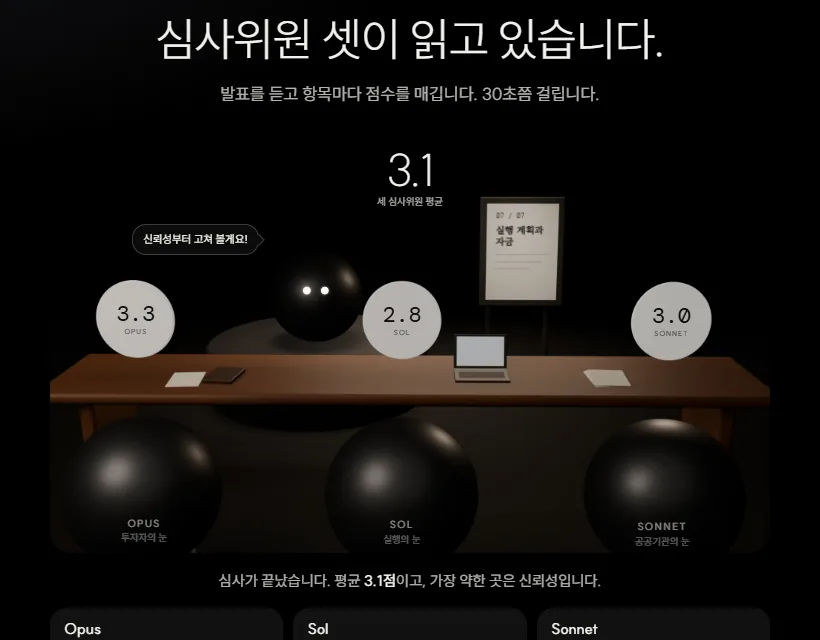 심사위원 셋이 읽고 있습니다.
발표를 듣고 항목마다 점수를 매깁니다. 30초쯤 걸립니다.
3.1
세 심사위원 평균
07 / 07
실행 계획과
자금
신뢰성부터 고쳐 볼게요!
3.3
OPUS
2.8
SOL
3.0
SONNET
OPUS
투자자의 눈
SOL
실행의 눈
SONNET
공공기관의 눈
심사가 끝났습니다. 평균 3.1점이고, 가장 약한 곳은 신뢰성입니다.
Opus
Sol
Sonnet